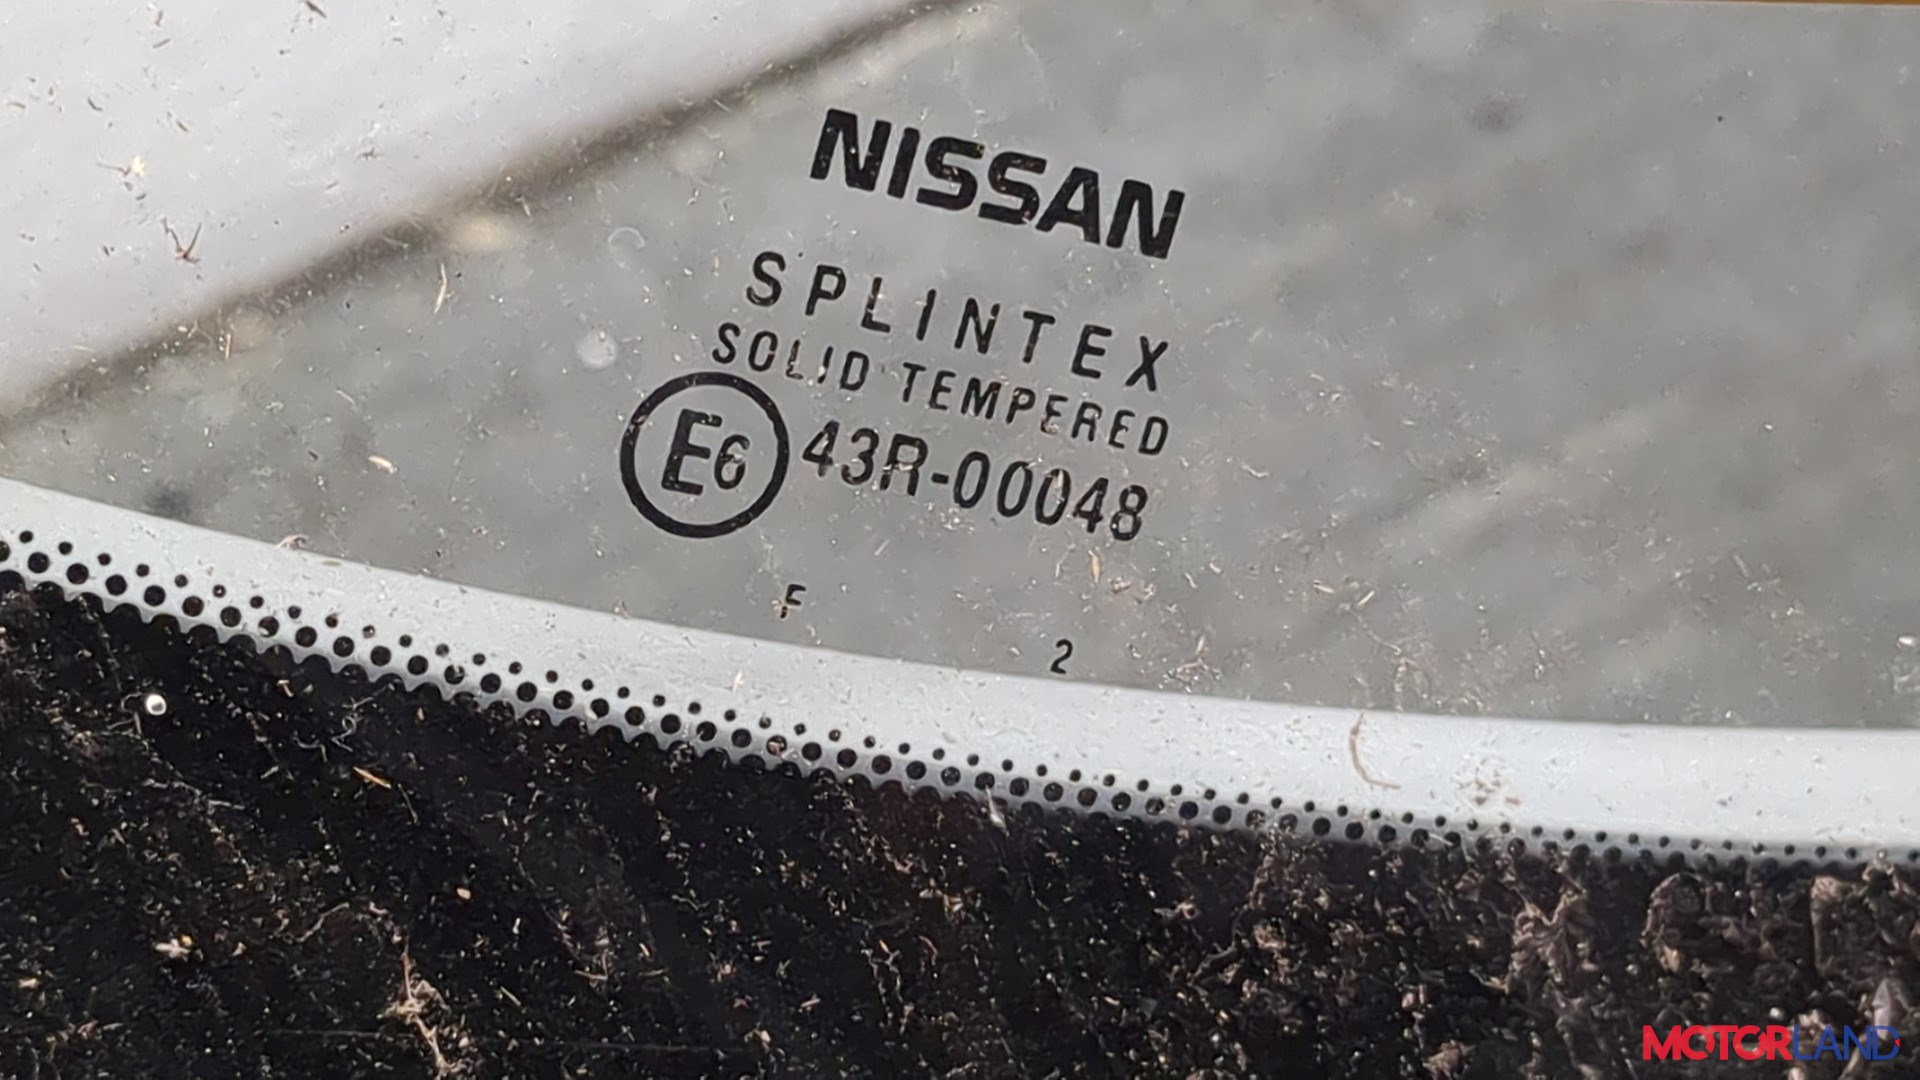 NISSAN
SPLINTEX
SOLID TEMPERED
E6 43R-00048
F
2
MOTORLAND